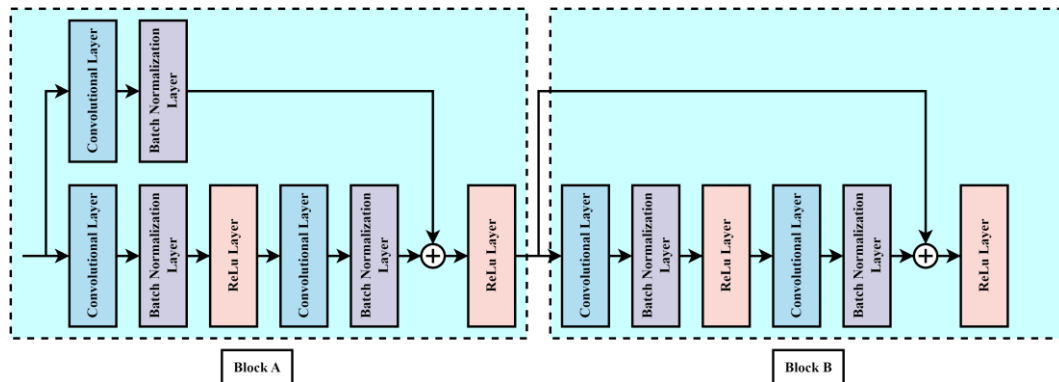 Convolutional Layer
Batch Normalization
Layer
Convolutional Layer
Batch Normalization
Layer
ReLu Layer
Convolutional Layer
Batch Normalization
Layer
ReLu Layer
Convolutional Layer
Batch Normalization
Layer
ReLu Layer
Convolutional Layer
Batch Normalization
Layer
ReLu Layer
Block A
Block B